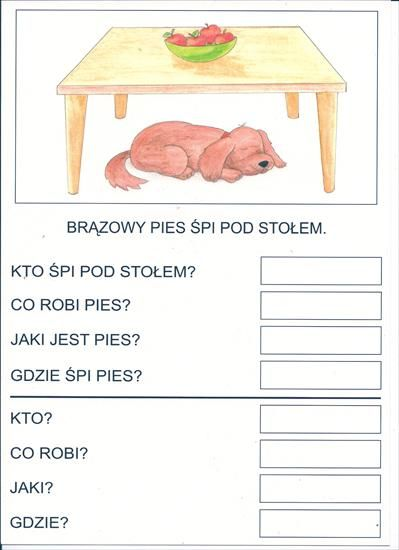 BRĄZOWY PIES ŚPI POD STOŁEM.
KTO ŚPI POD STOŁEM?
CO ROBI PIES?
JAKI JEST PIES?
GDZIE ŚPI PIES?
KTO?
CO ROBI?
JAKI?
GDZIE?